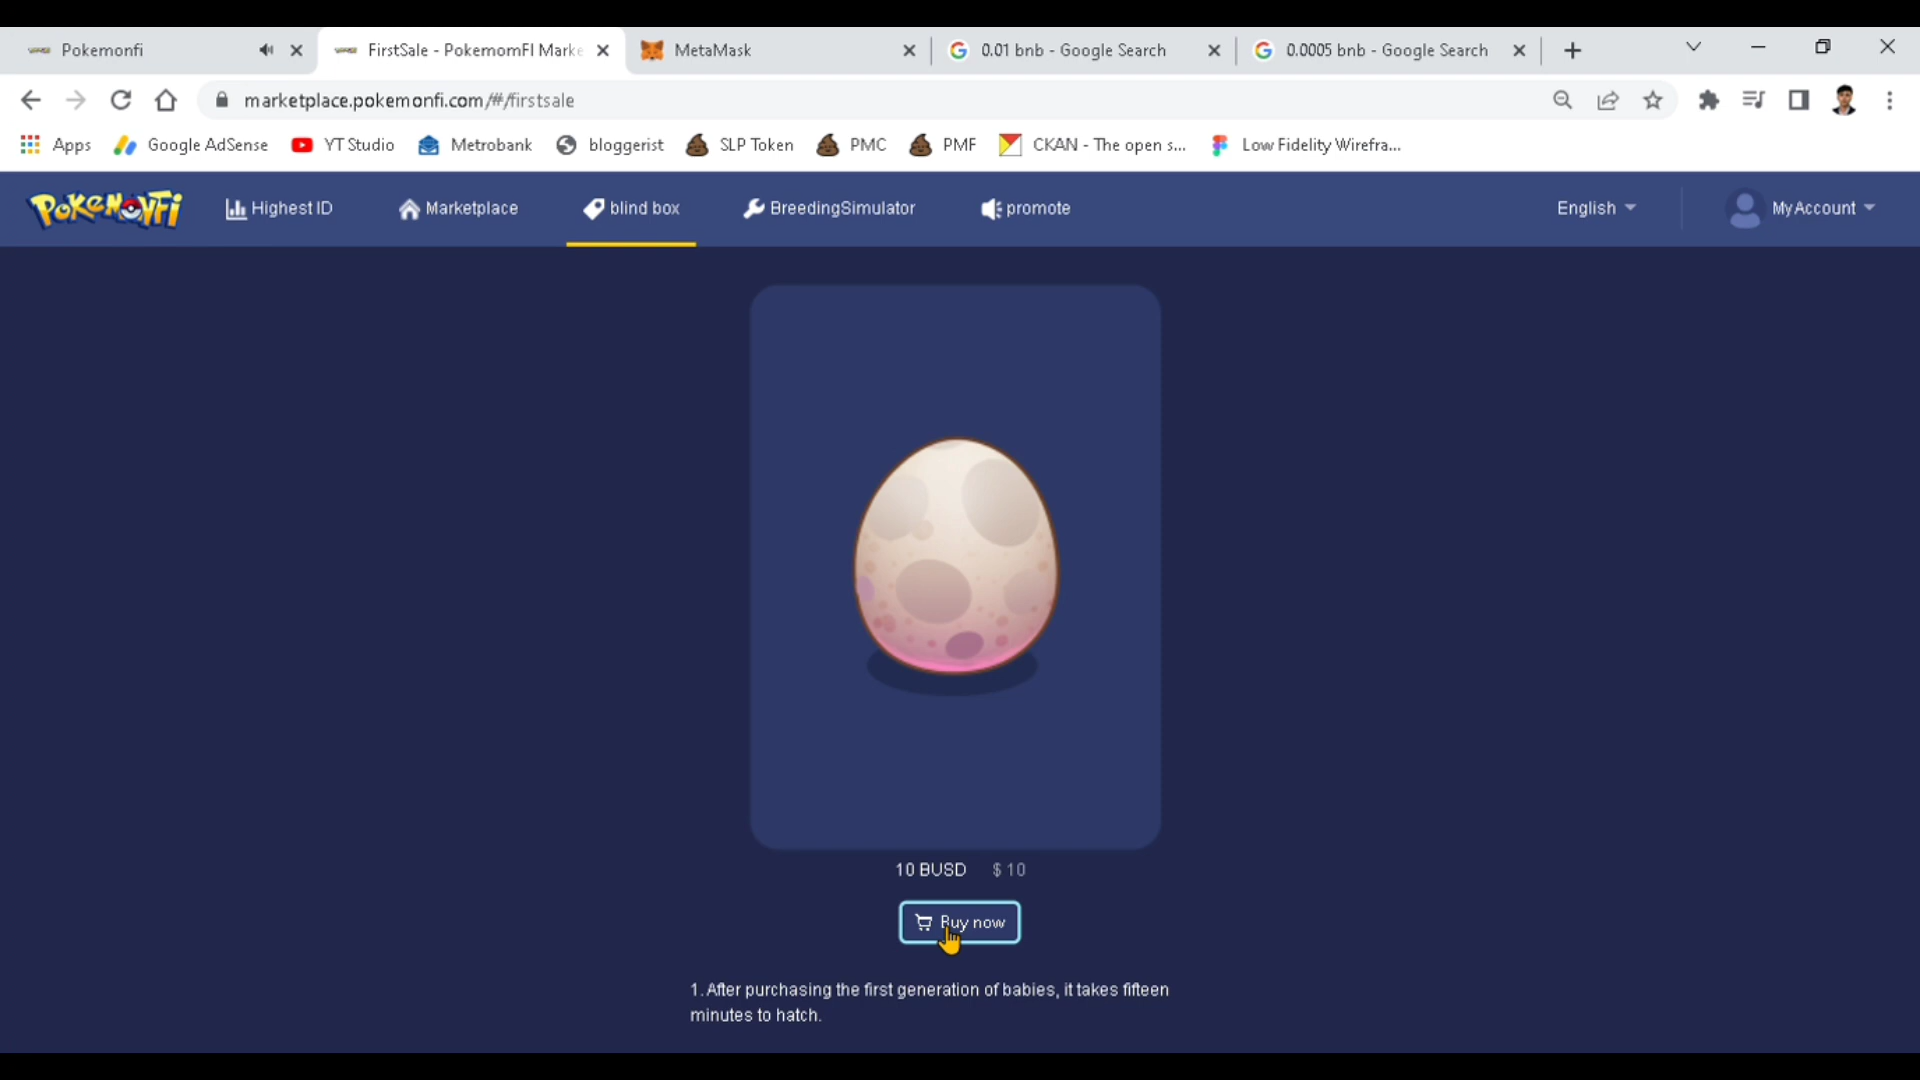 Pokemonfi
FirstSale - PokemomFI Marke
MetaMask
0.01 bnb - Google Search
0.0005 bnb - Google Search
marketplace.pokemonfi.com/#/firstsale
Apps
Google AdSense
YT Studio
Metrobank
bloggerist
SLP Token
PMC
PMF
CKAN - The open s...
Low Fidelity Wirefra...
POKEMONFi
Highest ID
Marketplace
blind box
BreedingSimulator
promote
English
MyAccount
10 BUSD $ 10
Buy now
1.After purchasing the first generation of babies, it takes fifteen
minutes to hatch.